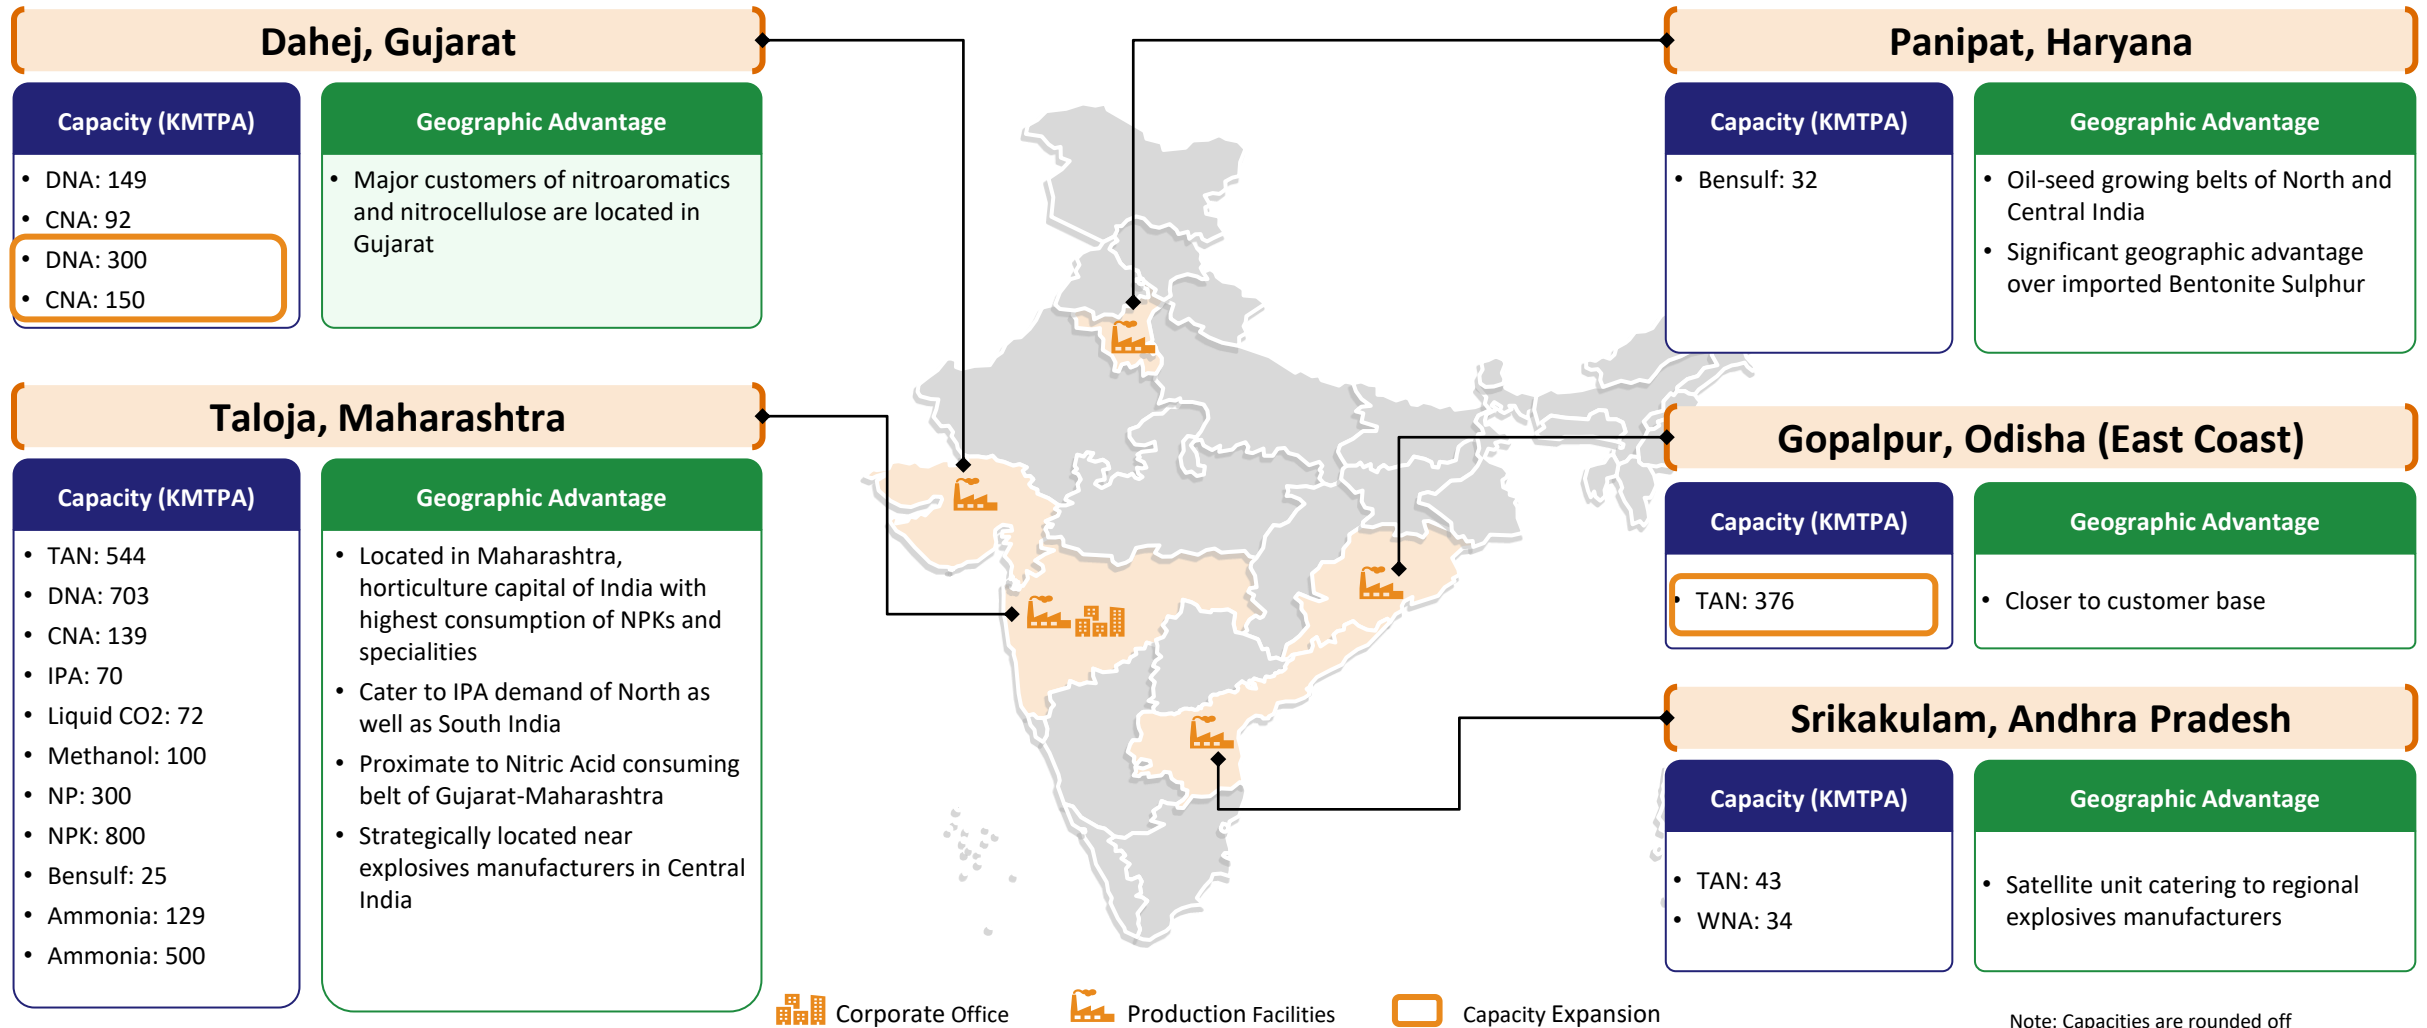 Dahej, Gujarat
Capacity (KMTPA)
• DNA: 149
• CNA: 92
• DNA: 300
• CNA: 150
Geographic Advantage
• Major customers of nitroaromatics
and nitrocellulose are located in
Gujarat
Taloja, Maharashtra
Capacity (KMTPA)
• TAN: 544
• DNA: 703
• CNA: 139
• IPA: 70
• Liquid CO2: 72
• Methanol: 100
• NP: 300
• NPK: 800
• Bensulf: 25
• Ammonia: 129
• Ammonia: 500
Geographic Advantage
• Located in Maharashtra,
horticulture capital of India with
highest consumption of NPKs and
specialities
• Cater to IPA demand of North as
well as South India
• Proximate to Nitric Acid consuming
belt of Gujarat-Maharashtra
• Strategically located near
explosives manufacturers in Central
India
Panipat, Haryana
Capacity (KMTPA)
• Bensulf: 32
Geographic Advantage
• Oil-seed growing belts of North and
Central India
• Significant geographic advantage
over imported Bentonite Sulphur
Gopalpur, Odisha (East Coast)
Capacity (KMTPA)
• TAN: 376
Geographic Advantage
• Closer to customer base
Srikakulam, Andhra Pradesh
Capacity (KMTPA)
• TAN: 43
• WNA: 34
Geographic Advantage
• Satellite unit catering to regional
explosives manufacturers
Corporate Office
Production Facilities
Capacity Expansion
Note: Capacities are rounded off